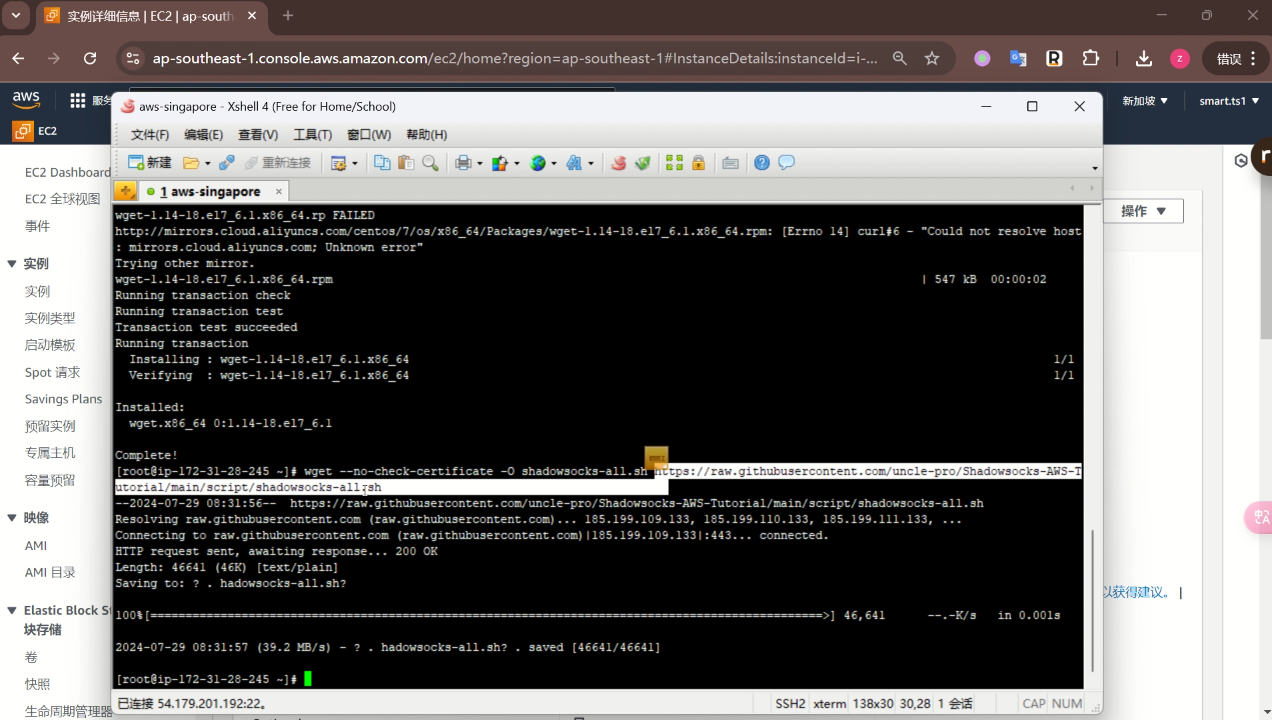 实例详细信息 | EC2 | ap-south
ap-southeast-1.console.aws.amazon.com/ec2/home?region=ap-southeast-1#InstanceDetails:instanceId=i-...
z
错误
aws
服务
新加坡
smart.ts1
EC2
aws-singapore - Xshell 4 (Free for Home/School)
文件(F) 编辑(E) 查看(V) 工具(T) 窗口(W) 帮助(H)
新建
重新连接
1 aws-singapore
操作
EC2 Dashboard
EC2 全球视图
事件
实例
实例
实例类型
启动模板
Spot 请求
Savings Plans
预留实例
专属主机
容量预留
映像
AMI
AMI 目录
Elastic Block St
块存储
卷
快照
生命周期管理器
wget-1.14-18.el7_6.1.x86_64.rp FAILED
http://mirrors.cloud.aliyuncs.com/centos/7/os/x86_64/Packages/wget-1.14-18.el7_6.1.x86_64.rpm: [Errno 14] curl#6 - "Could not resolve host
: mirrors.cloud.aliyuncs.com; Unknown error"
Trying other mirror.
wget-1.14-18.el7_6.1.x86_64.rpm | 547 kB 00:00:02
Running transaction check
Running transaction test
Transaction test succeeded
Running transaction
Installing : wget-1.14-18.el7_6.1.x86_64 1/1
Verifying : wget-1.14-18.el7_6.1.x86_64 1/1
Installed:
wget.x86_64 0:1.14-18.el7_6.1
Complete!
[root@ip-172-31-28-245 ~]# wget --no-check-certificate -O shadowsocks-all.sh https://raw.githubusercontent.com/uncle-pro/Shadowsocks-AWS-T
utorial/main/script/shadowsocks-all.sh
--2024-07-29 08:31:56-- https://raw.githubusercontent.com/uncle-pro/Shadowsocks-AWS-Tutorial/main/script/shadowsocks-all.sh
Resolving raw.githubusercontent.com (raw.githubusercontent.com)... 185.199.109.133, 185.199.110.133, 185.199.111.133, ...
Connecting to raw.githubusercontent.com (raw.githubusercontent.com)|185.199.109.133|:443... connected.
HTTP request sent, awaiting response... 200 OK
Length: 46641 (46K) [text/plain]
Saving to: ? . hadowsocks-all.sh?
100%[======================================================================================>] 46,641 --.-K/s in 0.001s
2024-07-29 08:31:57 (39.2 MB/s) - ? . hadowsocks-all.sh? . saved [46641/46641]
[root@ip-172-31-28-245 ~]#
以获得建议。
已连接 54.179.201.192:22。
SSH2 xterm 138x30 30,28 1 会话 CAP NUM